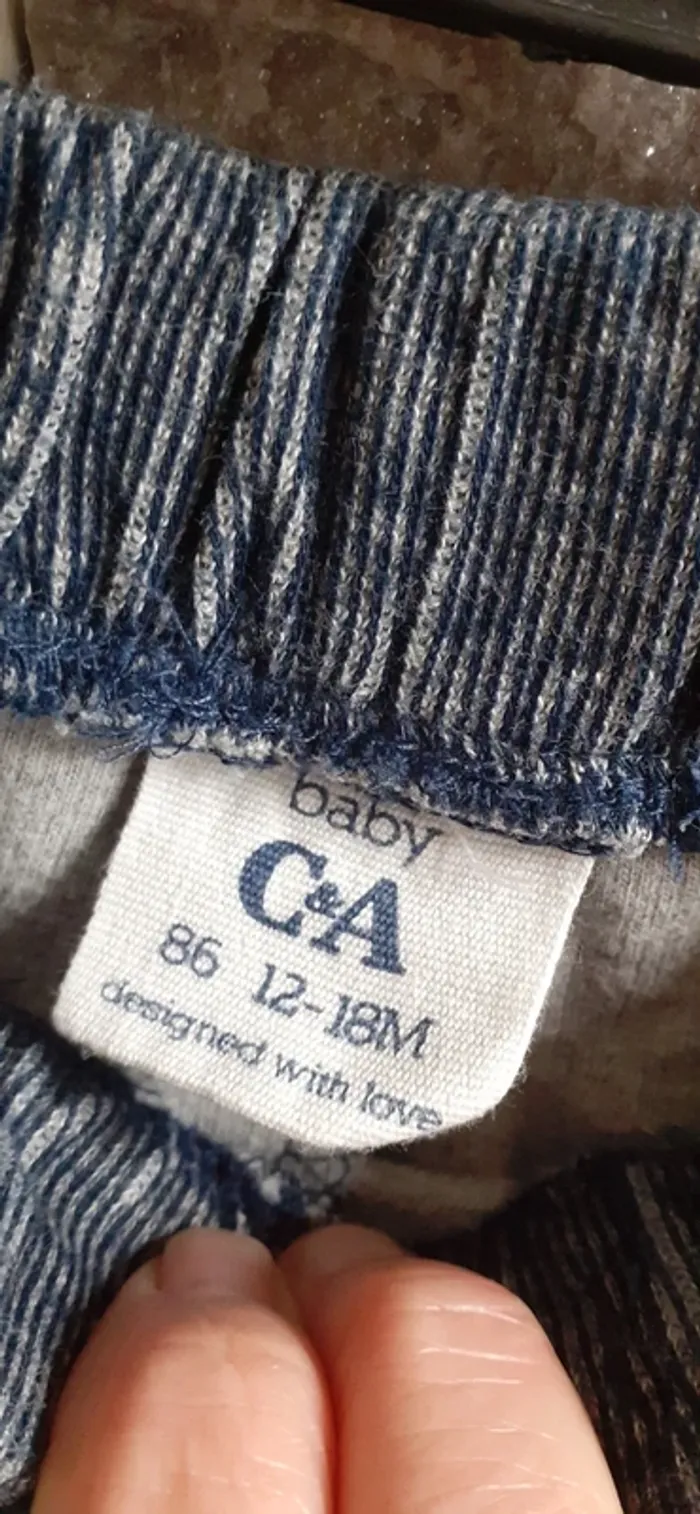 baby
C&A
86 12-18M
designed with love